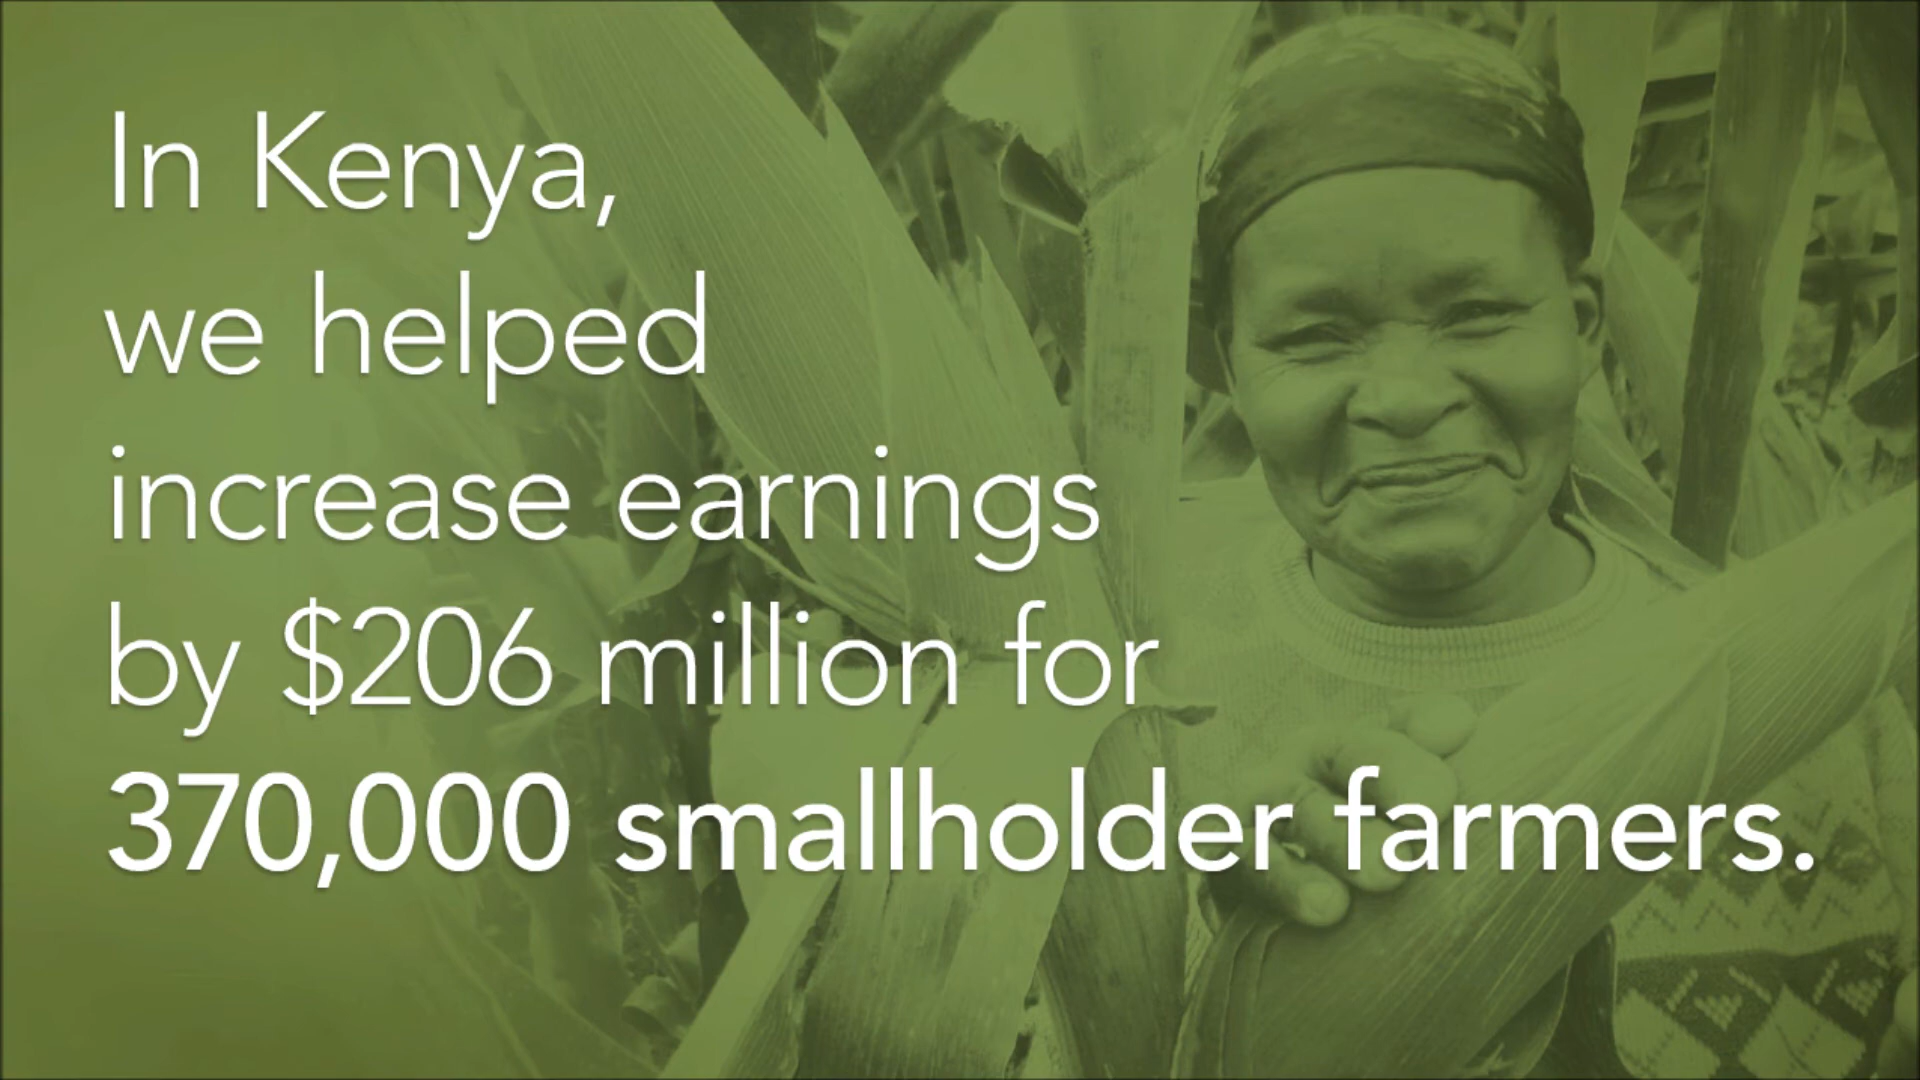 In Kenya,
we helped
increase earnings
by $206 million for
370,000 smallholder farmers.